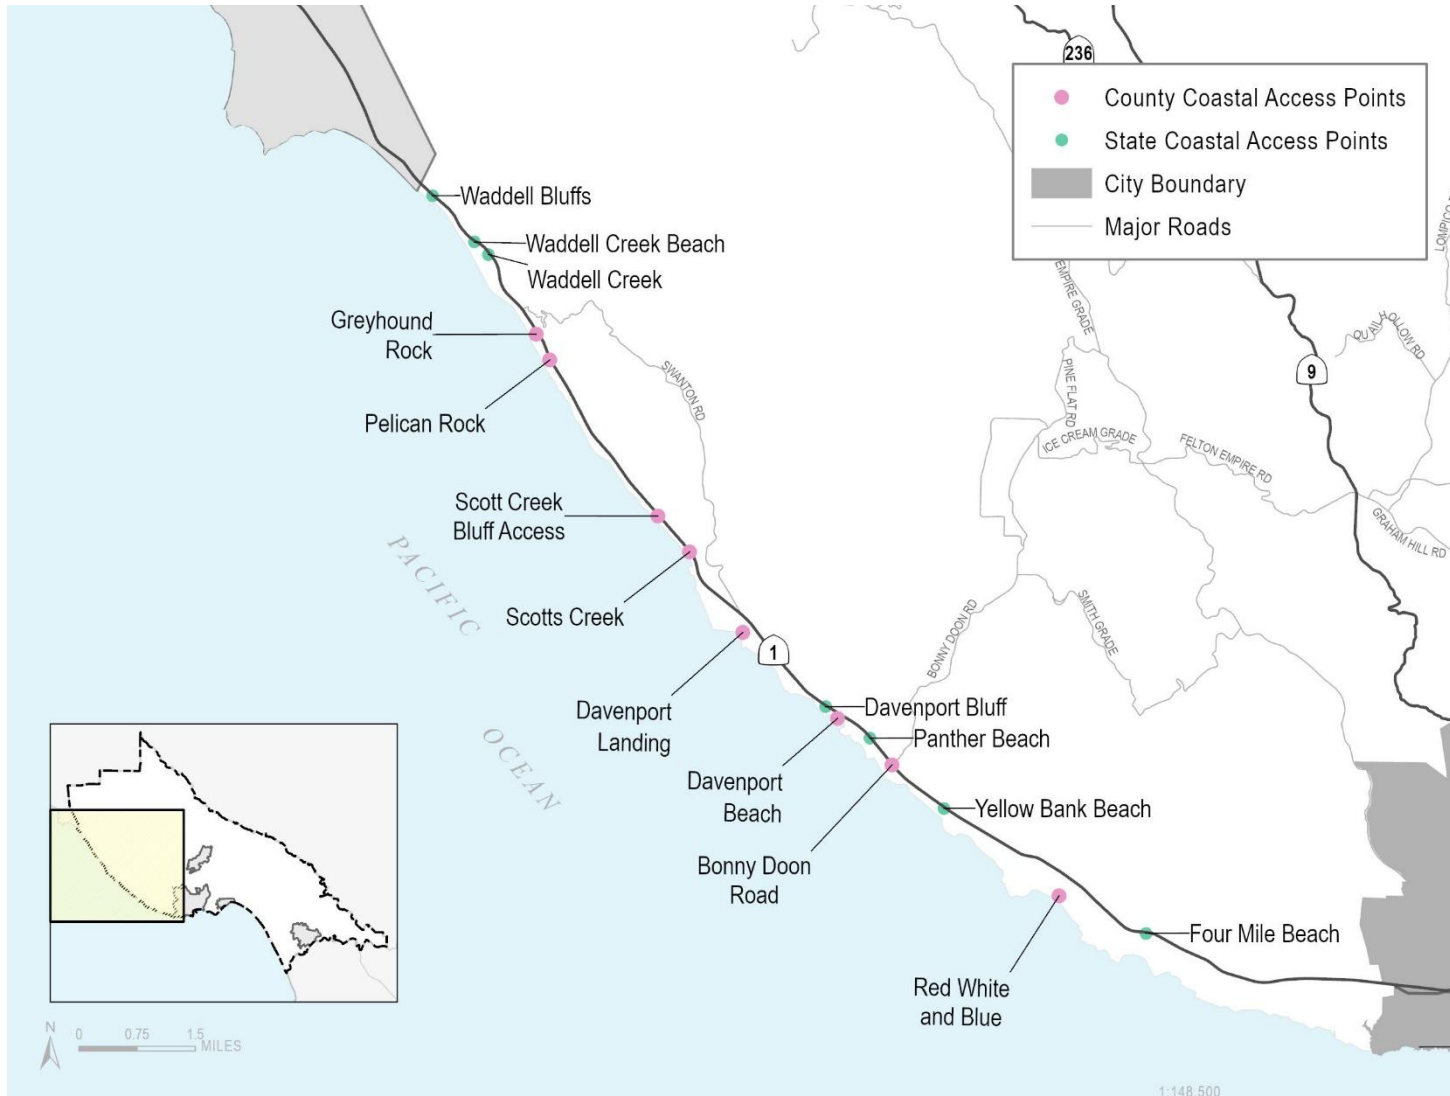 236
County Coastal Access Points
State Coastal Access Points
City Boundary
Major Roads
Waddell Bluffs
Waddell Creek Beach
Waddell Creek
Greyhound
Rock
Pelican Rock
SWANTON RD
EMPIRE GRADE
PINE FLAT RD
ICE CREAM GRADE
FELTON EMPIRE RD
QUAIL HOLLOW RD
9
GRAHAM HILL RD
Scott Creek
Bluff Access
PACIFIC
OCEAN
Scotts Creek
BONNY DOON RD
SMITH GRADE
1
Davenport
Landing
Davenport Bluff
Panther Beach
Davenport
Beach
Yellow Bank Beach
Bonny Doon
Road
Four Mile Beach
Red White
and Blue
N
0 0.75 1.5
MILES
1:148,500